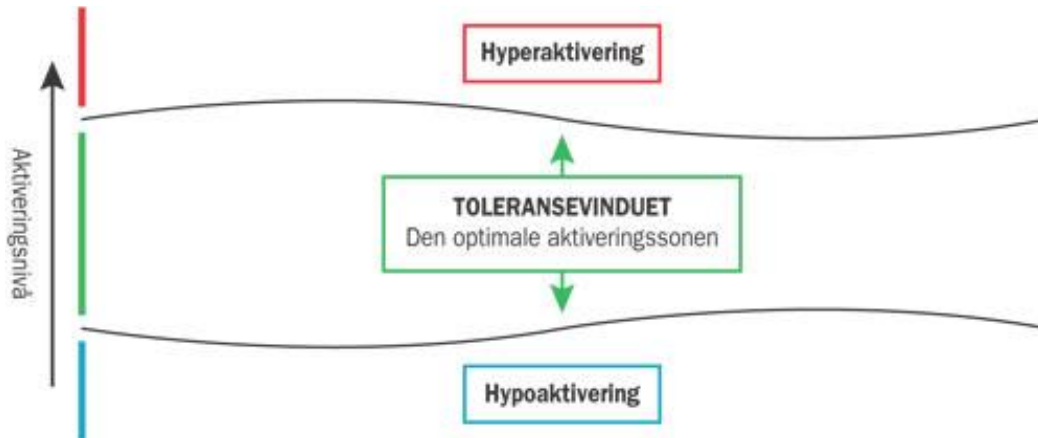 Hyperaktivering
Aktiveringsnivå
TOLERANSEVINDUET
Den optimale aktiveringssonen
Hypoaktivering